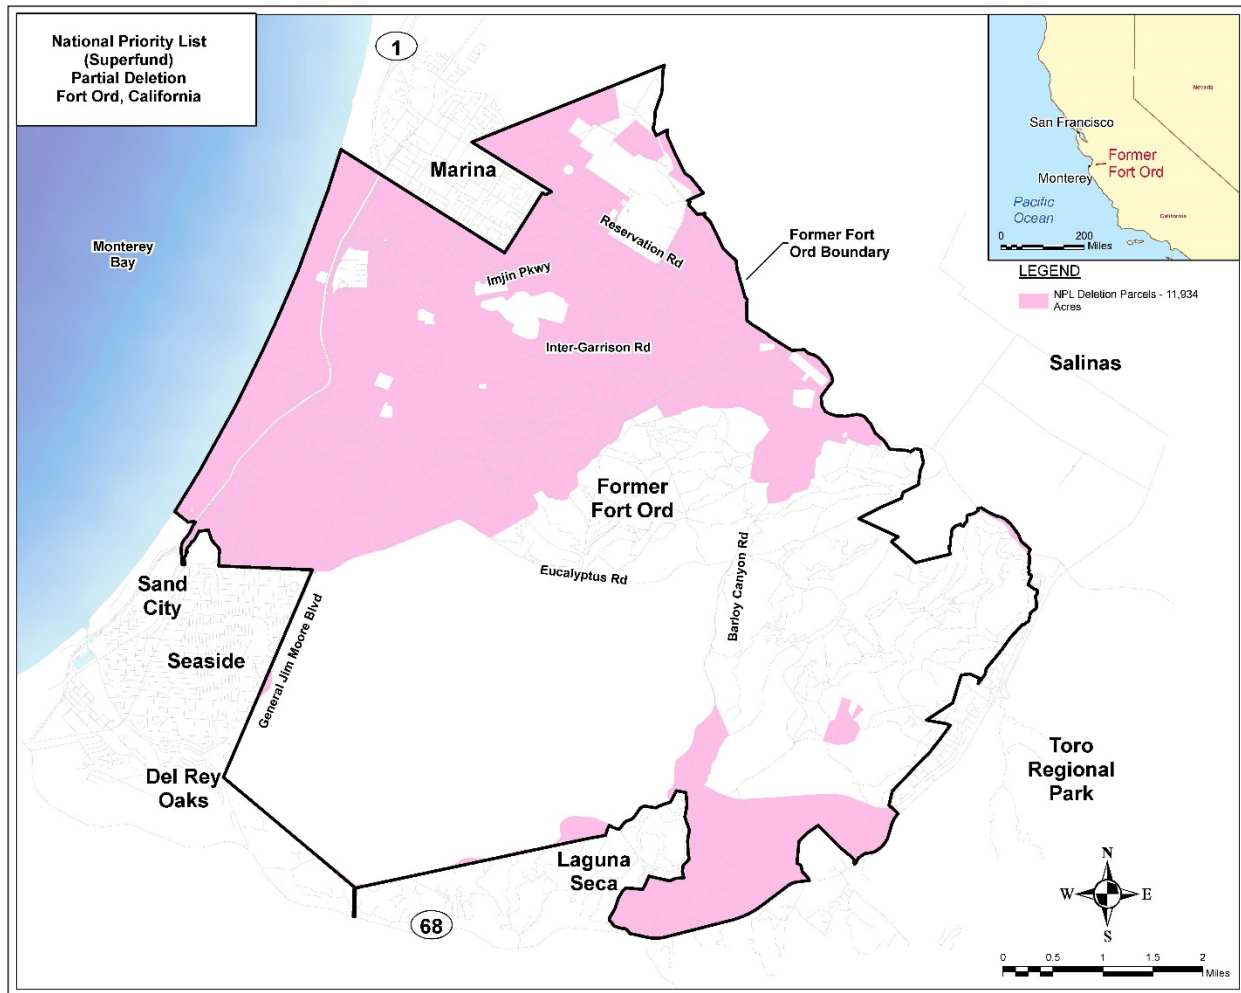 National Priority List
(Superfund)
Partial Deletion
Fort Ord, California
1
Marina
Monterey
Bay
Reservation Rd
Imjin Pkwy
Inter-Garrison Rd
Former Fort
Ord Boundary
Nevada
San Francisco
Former
Fort Ord
Monterey
Pacific
Ocean
California
0 200
Miles
LEGEND
NPL Deletion Parcels - 11,934
Acres
Salinas
Former
Fort Ord
Eucalyptus Rd
Barloy Canyon Rd
Sand
City
Seaside
General Jim Moore Blvd
Del Rey
Oaks
Toro
Regional
Park
Laguna
Seca
68
N
W E
S
0 0.5 1 1.5 2
Miles